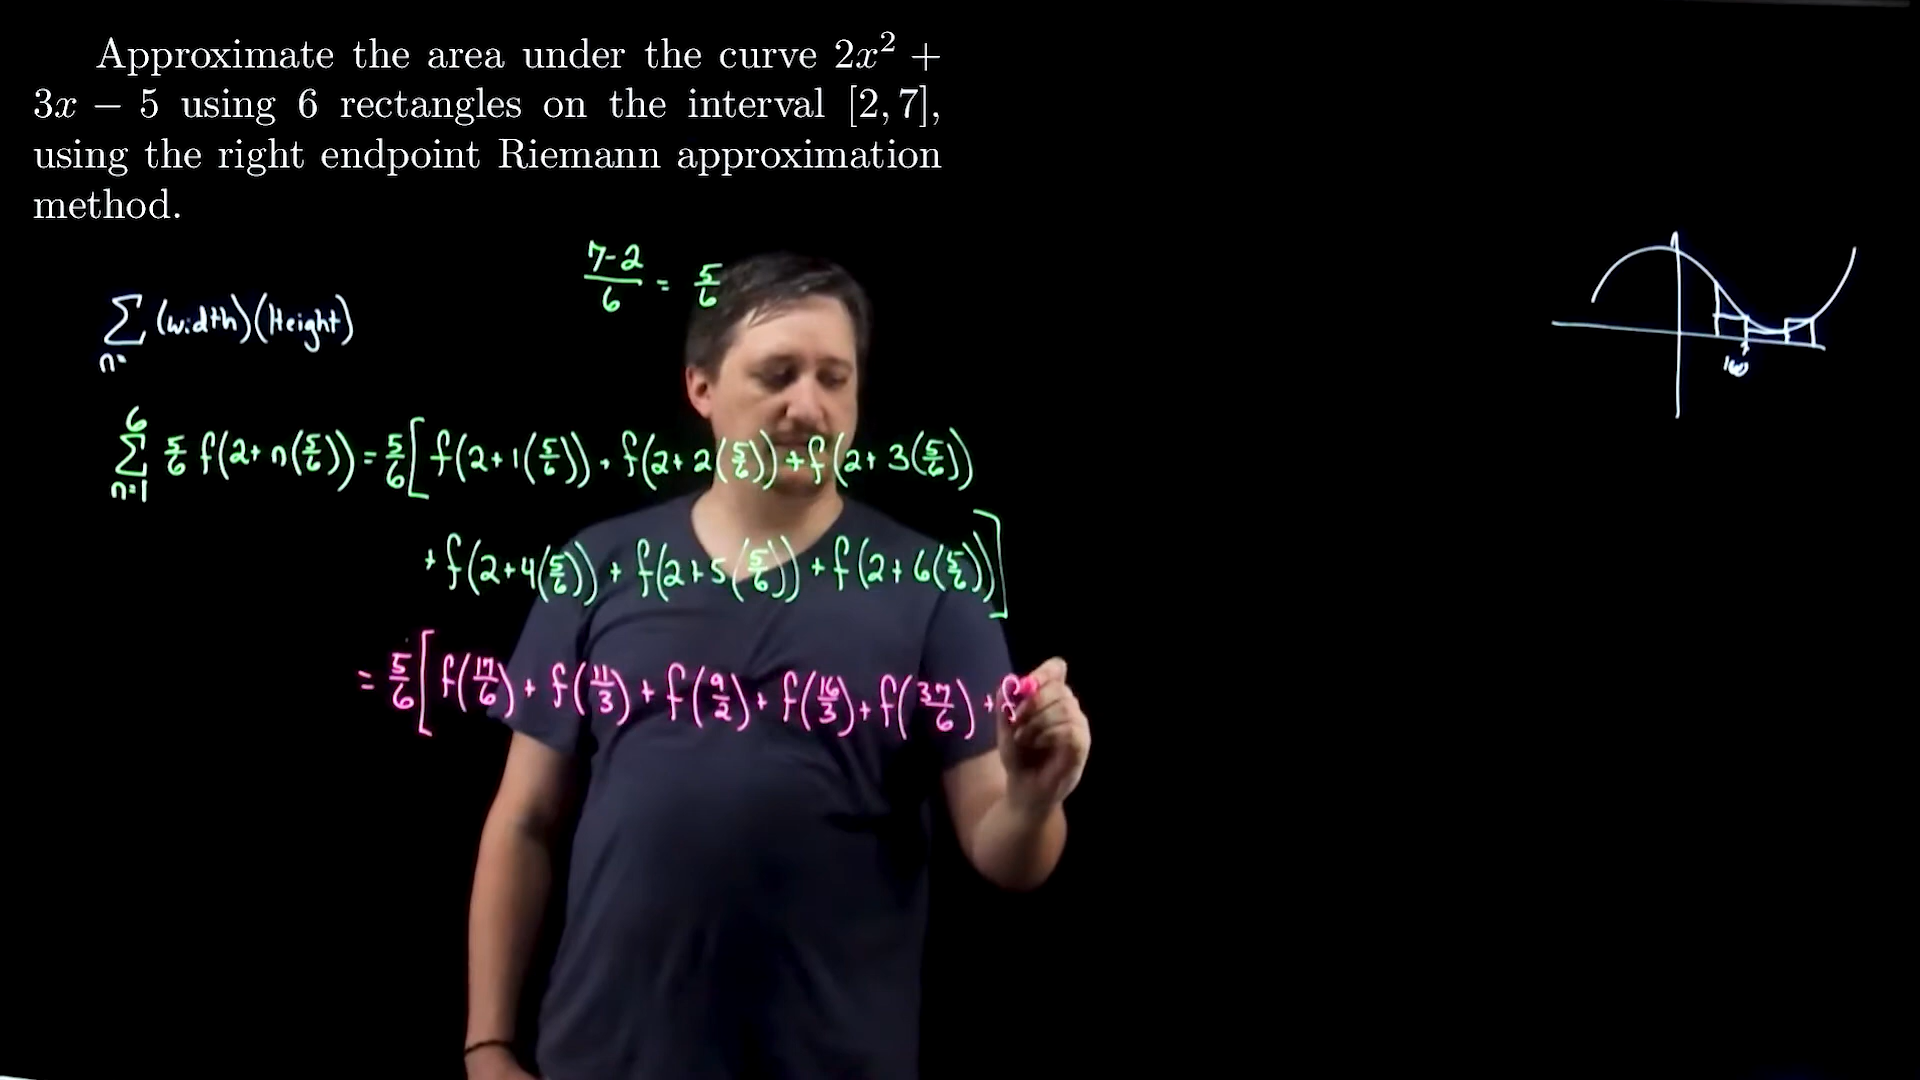 Approximate the area under the curve 2x² +
3x − 5 using 6 rectangles on the interval [2, 7],
using the right endpoint Riemann approximation
method.
7-2/6 = 5/6
∑ n= (width)(Height)
∑ n=1 6 5/6 f(2+n(5/6)) = 5/6[f(2+1(5/6)) + f(2+2(5/6)) + f(2+3(5/6))
+ f(2+4(5/6)) + f(2+5(5/6)) + f(2+6(5/6))]
= 5/6[f(17/6) + f(11/3) + f(9/2) + f(16/3) + f(37/6) + f